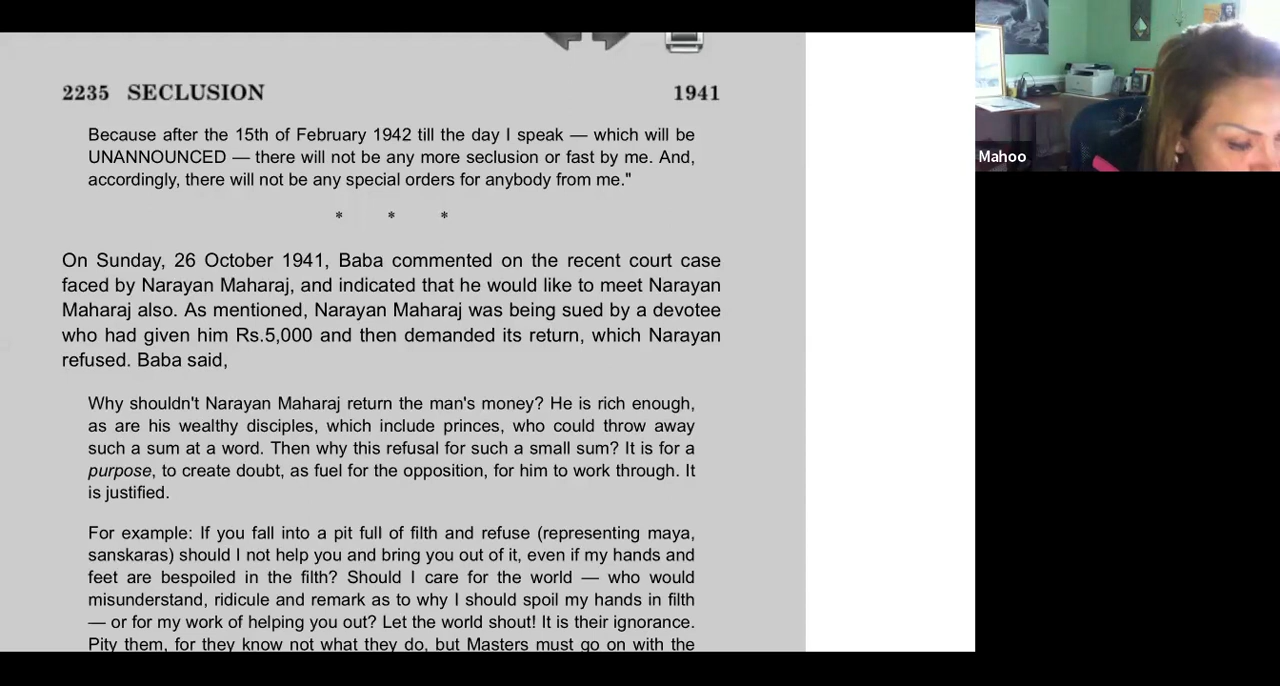 2235 SECLUSION 1941
Because after the 15th of February 1942 till the day I speak — which will be
UNANNOUNCED — there will not be any more seclusion or fast by me. And,
accordingly, there will not be any special orders for anybody from me."
* * *
On Sunday, 26 October 1941, Baba commented on the recent court case
faced by Narayan Maharaj, and indicated that he would like to meet Narayan
Maharaj also. As mentioned, Narayan Maharaj was being sued by a devotee
who had given him Rs.5,000 and then demanded its return, which Narayan
refused. Baba said,
Why shouldn't Narayan Maharaj return the man's money? He is rich enough,
as are his wealthy disciples, which include princes, who could throw away
such a sum at a word. Then why this refusal for such a small sum? It is for a
purpose, to create doubt, as fuel for the opposition, for him to work through. It
is justified.
For example: If you fall into a pit full of filth and refuse (representing maya,
sanskaras) should I not help you and bring you out of it, even if my hands and
feet are bespoiled in the filth? Should I care for the world — who would
misunderstand, ridicule and remark as to why I should spoil my hands in filth
— or for my work of helping you out? Let the world shout! It is their ignorance.
Pity them, for they know not what they do, but Masters must go on with the
Mahoo